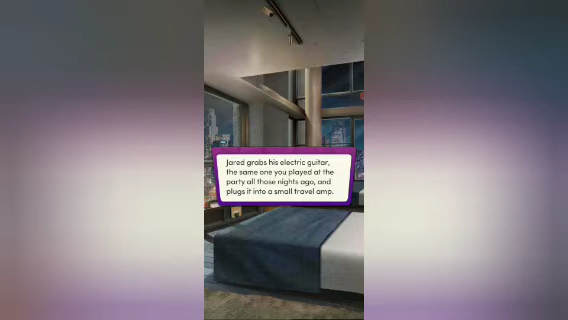 Jared grabs his electric guitar,
the same one you played at the
party all those nights ago, and
plugs it into a small travel amp.